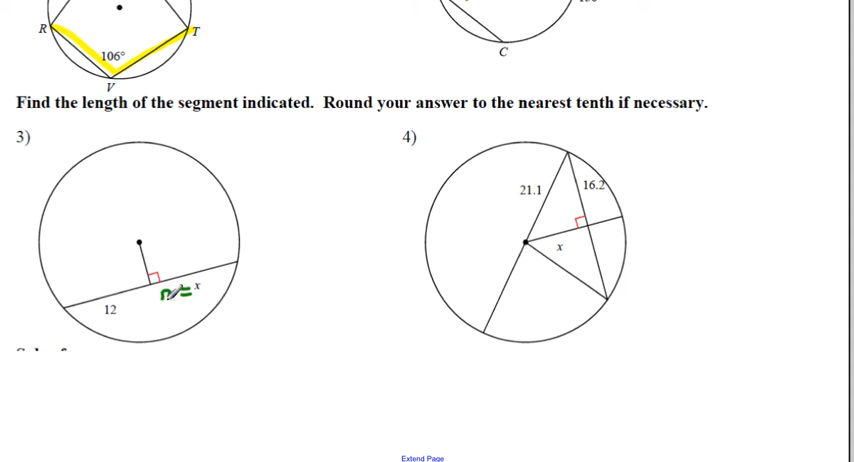 R
T
106°
V
C
Find the length of the segment indicated. Round your answer to the nearest tenth if necessary.
3)
4)
21.1
16.2
x
x
12
Extend Page